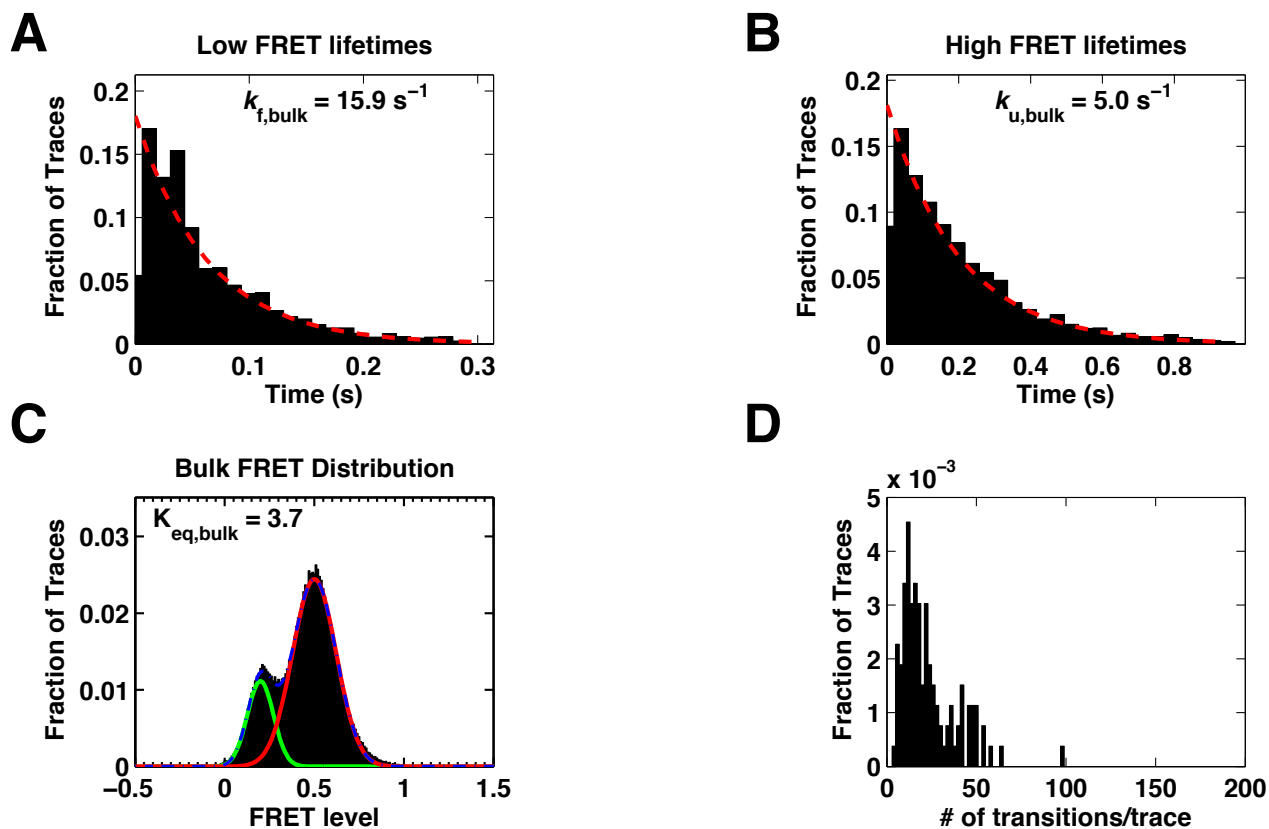 A
Low FRET lifetimes
k_f,bulk = 15.9 s⁻¹
Fraction of Traces
0.2
0.15
0.1
0.05
0
0
0.1
0.2
0.3
Time (s)
B
High FRET lifetimes
k_u,bulk = 5.0 s⁻¹
Fraction of Traces
0.2
0.15
0.1
0.05
0
0
0.2
0.4
0.6
0.8
Time (s)
C
Bulk FRET Distribution
K_eq,bulk = 3.7
Fraction of Traces
0.03
0.02
0.01
0
−0.5
0
0.5
1
1.5
FRET level
D
x 10⁻³
Fraction of Traces
5
4
3
2
1
0
0
50
100
150
200
# of transitions/trace